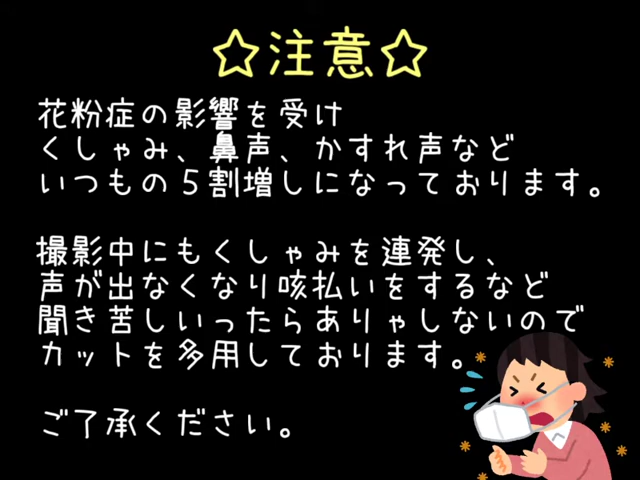 ☆注意☆
花粉症の影響を受け
くしゃみ、鼻声、かすれ声など
いつもの５割増しになっております。
撮影中にもくしゃみを連発し、
声が出なくなり咳払いをするなど
聞き苦しいったらありゃしないので
カットを多用しております。
ご了承ください。